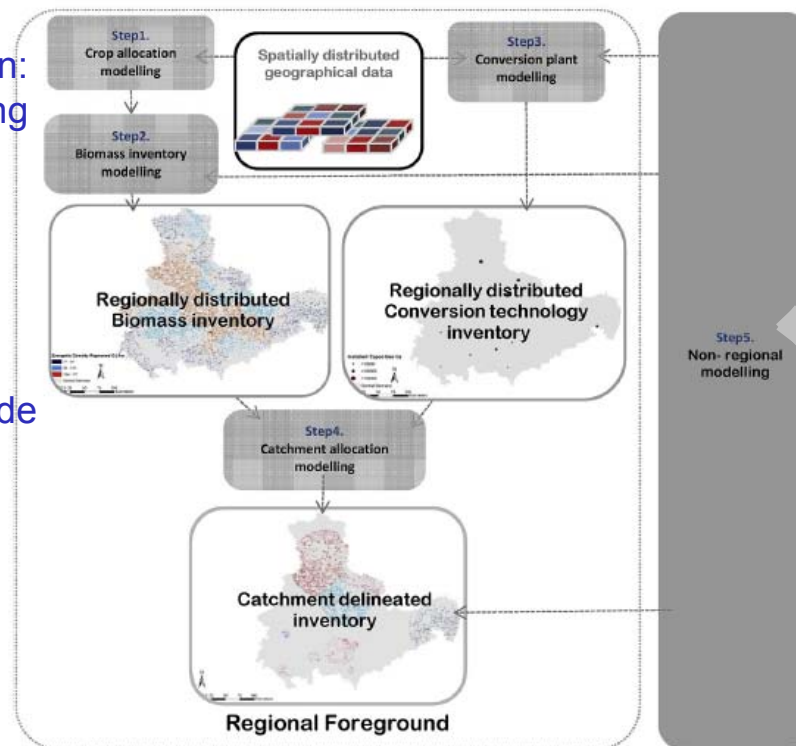 n:
ng
de
Step1.
Crop allocation
modelling
Spatially distributed
geographical data
Step3.
Conversion plant
modelling
Step2.
Biomass inventory
modelling
Regionally distributed
Biomass inventory
Regionally distributed
Conversion technology
inventory
Step4.
Catchment allocation
modelling
Catchment delineated
inventory
Regional Foreground
Step5.
Non- regional
modelling